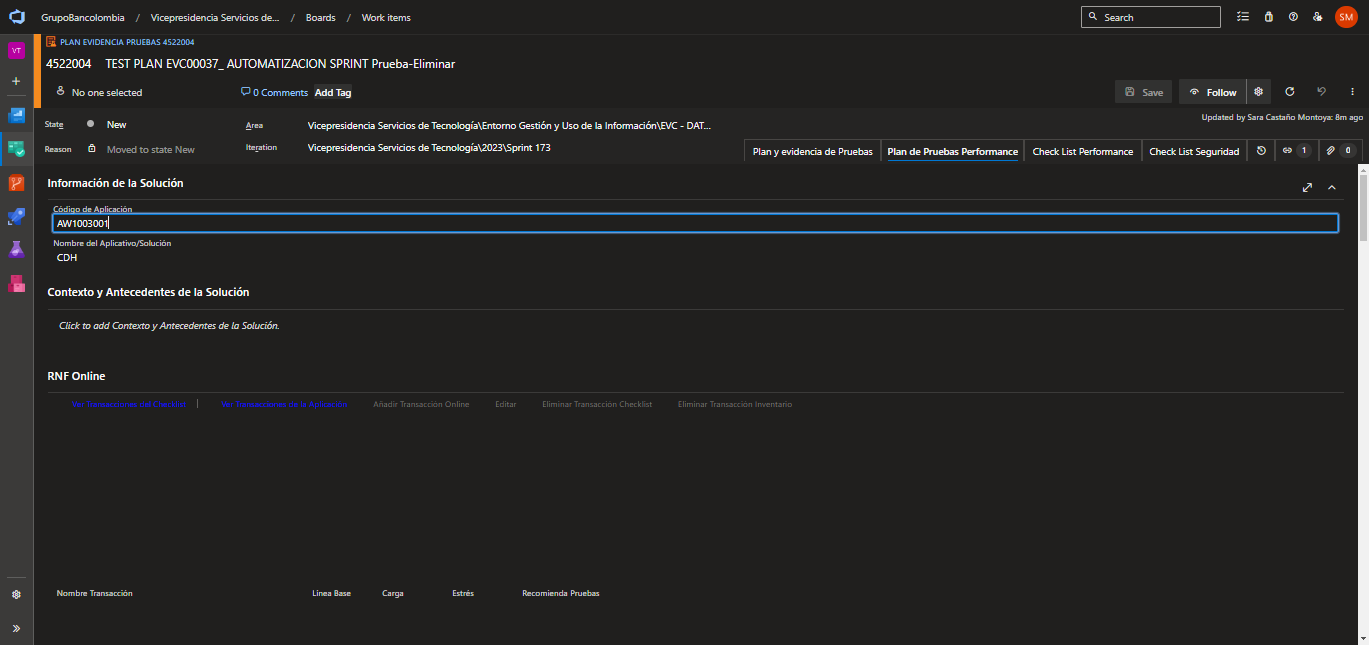 GrupoBancolombia / Vicepresidencia Servicios de... / Boards / Work items
Search
SM
VT
PLAN EVIDENCIA PRUEBAS 4522004
4522004 TEST PLAN EVC00037_ AUTOMATIZACION SPRINT Prueba-Eliminar
No one selected
0 Comments
Add Tag
Save
Follow
Updated by Sara Castaño Montoya: 8m ago
State New
Area Vicepresidencia Servicios de Tecnología\Entorno Gestión y Uso de la Información\EVC - DAT...
Reason Moved to state New
Iteration Vicepresidencia Servicios de Tecnología\2023\Sprint 173
Plan y evidencia de Pruebas
Plan de Pruebas Performance
Check List Performance
Check List Seguridad
1
0
Información de la Solución
Código de Aplicación
AW1003001
Nombre del Aplicativo/Solución
CDH
Contexto y Antecedentes de la Solución
Click to add Contexto y Antecedentes de la Solución.
RNF Online
Ver Transacciones del Checklist | Ver Transacciones de la Aplicación Añadir Transacción Online Editar Eliminar Transacción Checklist Eliminar Transacción Inventario
Nombre Transacción Línea Base Carga Estrés Recomienda Pruebas